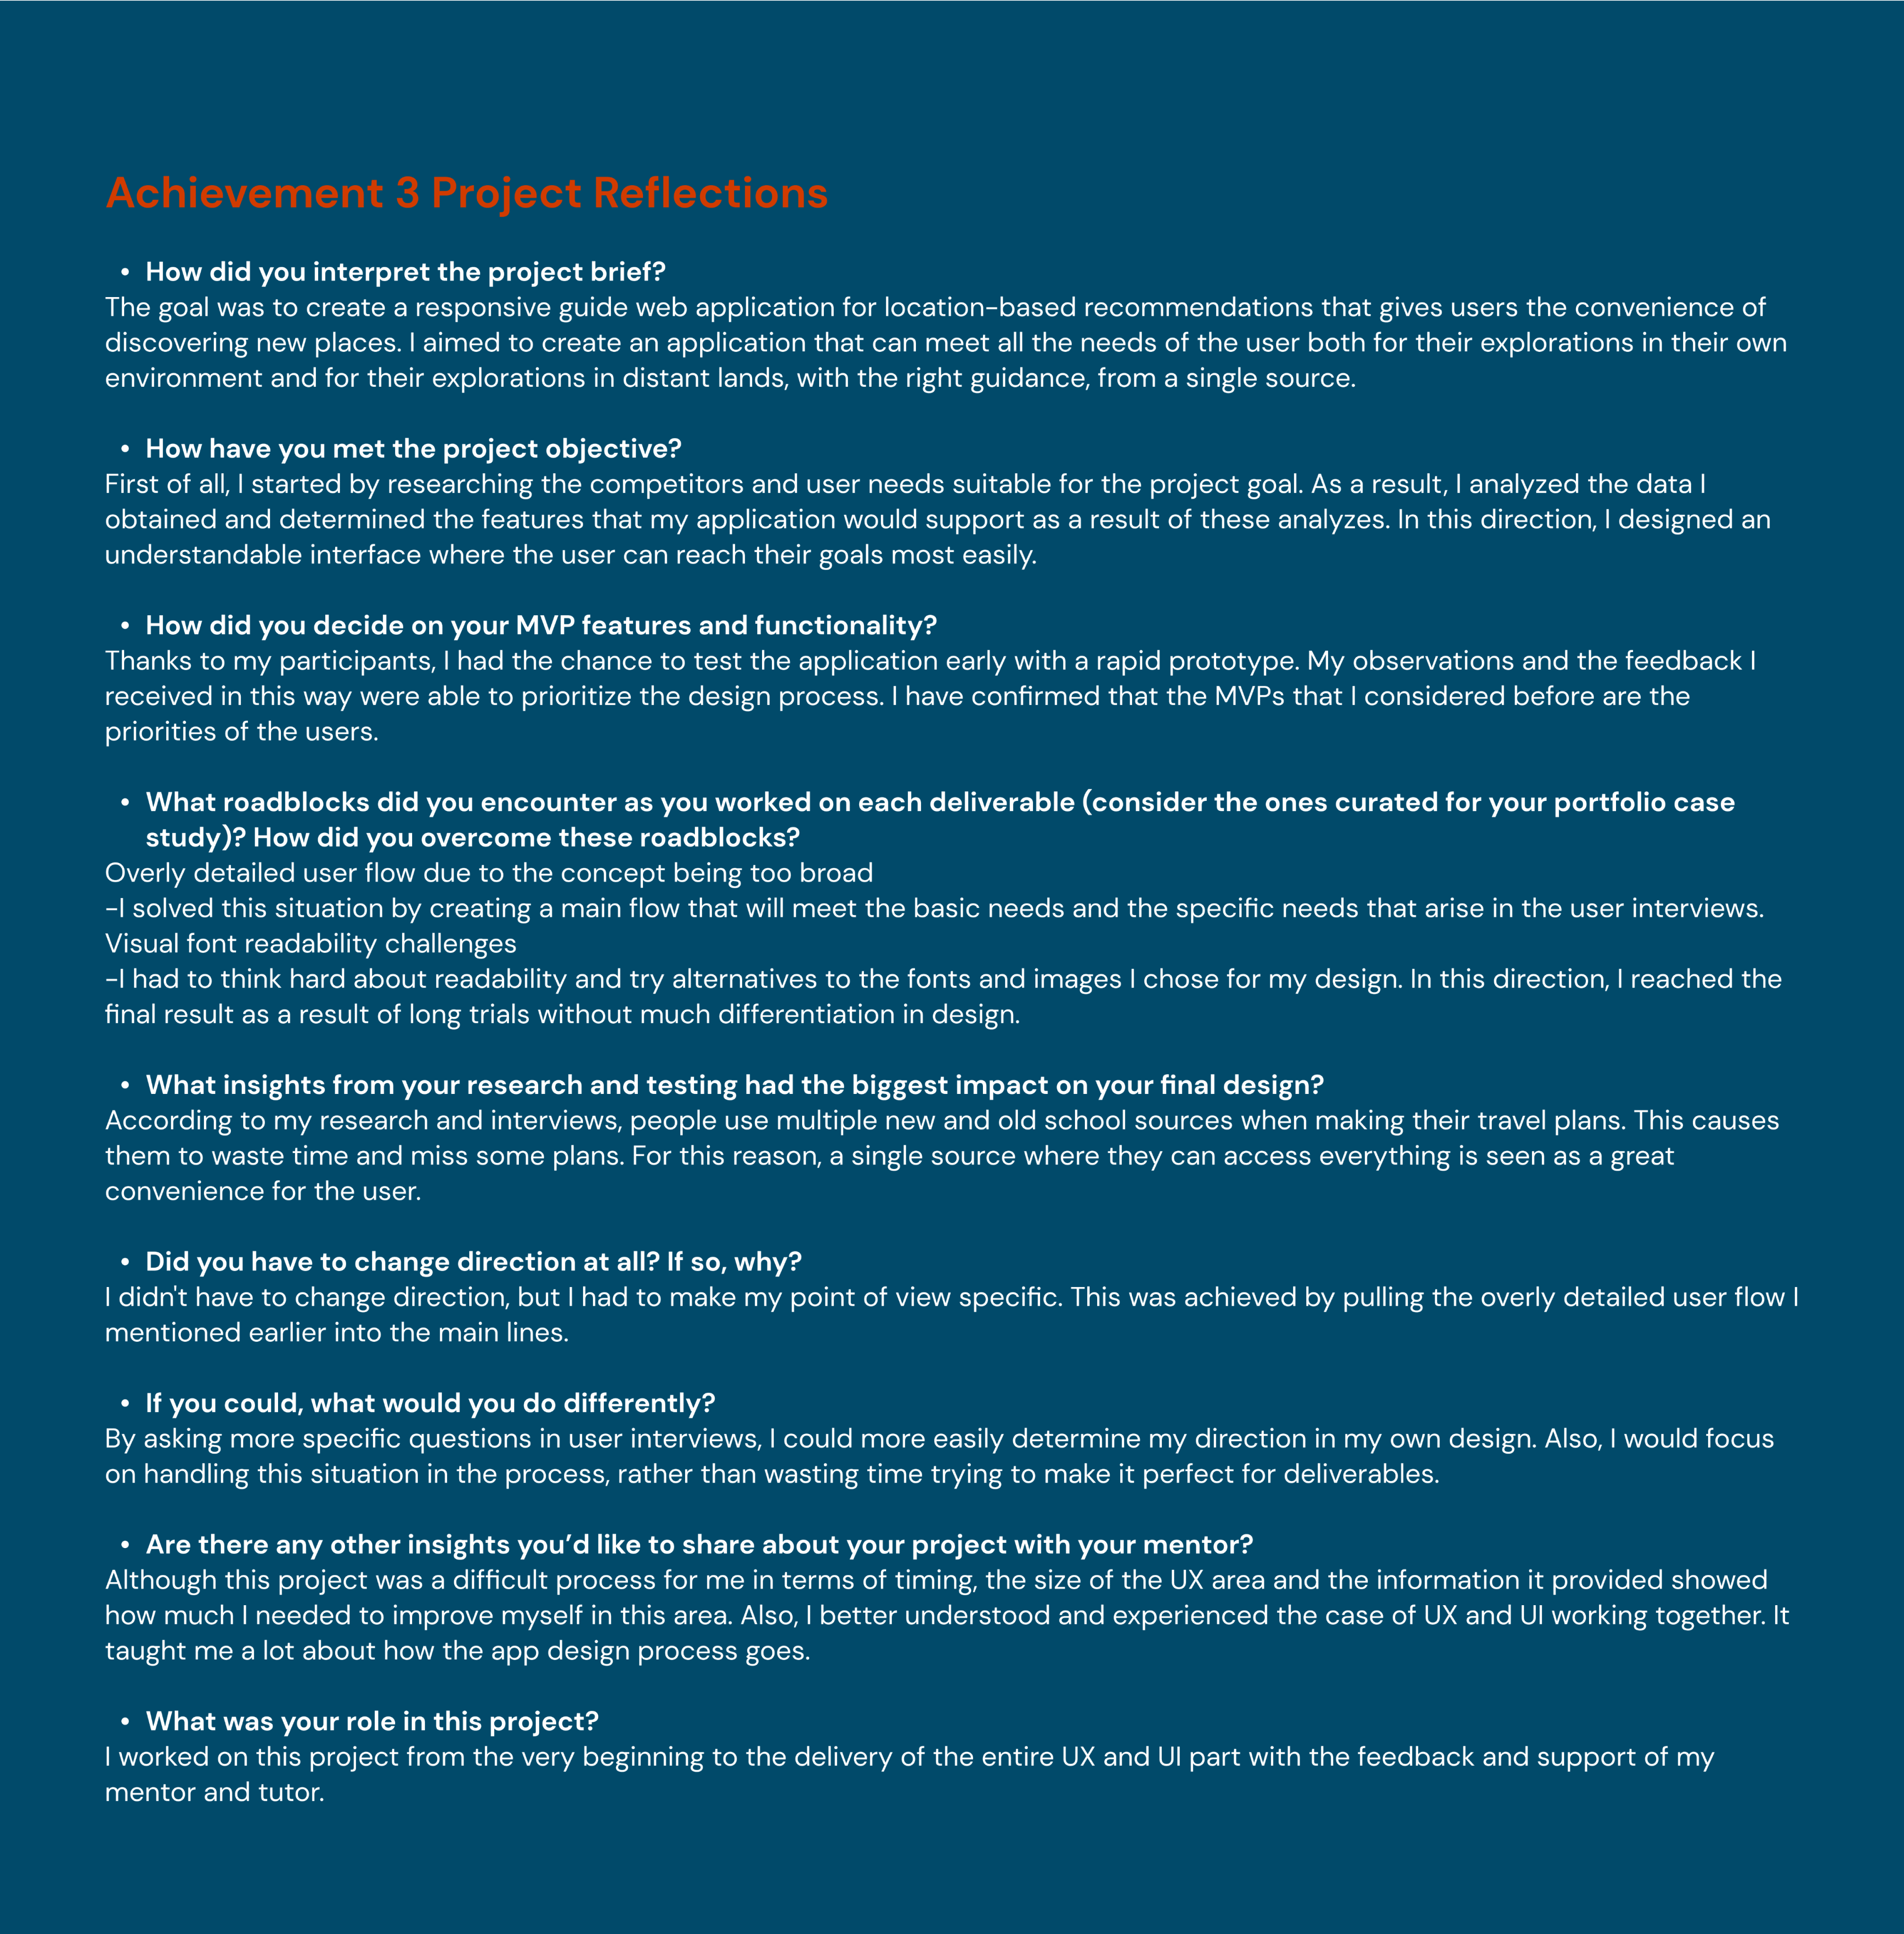 Achievement 3 Project Reflections
• How did you interpret the project brief?
The goal was to create a responsive guide web application for location-based recommendations that gives users the convenience of
discovering new places. I aimed to create an application that can meet all the needs of the user both for their explorations in their own
environment and for their explorations in distant lands, with the right guidance, from a single source.
• How have you met the project objective?
First of all, I started by researching the competitors and user needs suitable for the project goal. As a result, I analyzed the data I
obtained and determined the features that my application would support as a result of these analyzes. In this direction, I designed an
understandable interface where the user can reach their goals most easily.
• How did you decide on your MVP features and functionality?
Thanks to my participants, I had the chance to test the application early with a rapid prototype. My observations and the feedback I
received in this way were able to prioritize the design process. I have confirmed that the MVPs that I considered before are the
priorities of the users.
• What roadblocks did you encounter as you worked on each deliverable (consider the ones curated for your portfolio case
study)? How did you overcome these roadblocks?
Overly detailed user flow due to the concept being too broad
-I solved this situation by creating a main flow that will meet the basic needs and the specific needs that arise in the user interviews.
Visual font readability challenges
-I had to think hard about readability and try alternatives to the fonts and images I chose for my design. In this direction, I reached the
final result as a result of long trials without much differentiation in design.
• What insights from your research and testing had the biggest impact on your final design?
According to my research and interviews, people use multiple new and old school sources when making their travel plans. This causes
them to waste time and miss some plans. For this reason, a single source where they can access everything is seen as a great
convenience for the user.
• Did you have to change direction at all? If so, why?
I didn't have to change direction, but I had to make my point of view specific. This was achieved by pulling the overly detailed user flow I
mentioned earlier into the main lines.
• If you could, what would you do differently?
By asking more specific questions in user interviews, I could more easily determine my direction in my own design. Also, I would focus
on handling this situation in the process, rather than wasting time trying to make it perfect for deliverables.
• Are there any other insights you’d like to share about your project with your mentor?
Although this project was a difficult process for me in terms of timing, the size of the UX area and the information it provided showed
how much I needed to improve myself in this area. Also, I better understood and experienced the case of UX and UI working together. It
taught me a lot about how the app design process goes.
• What was your role in this project?
I worked on this project from the very beginning to the delivery of the entire UX and UI part with the feedback and support of my
mentor and tutor.